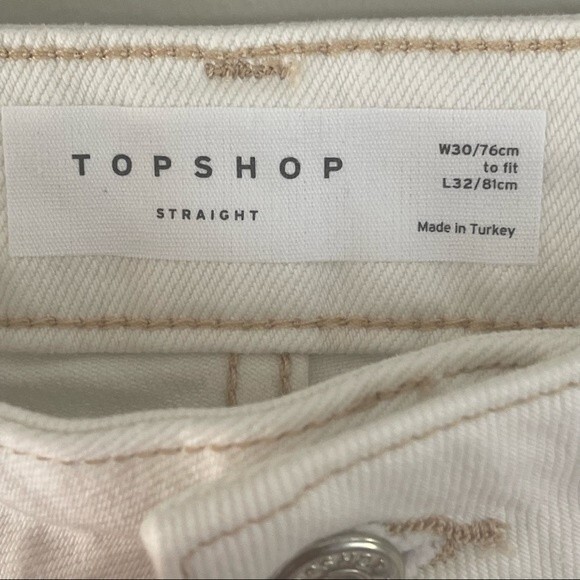 TOPSHOP
STRAIGHT
W30/76cm
to fit
L32/81cm
Made in Turkey